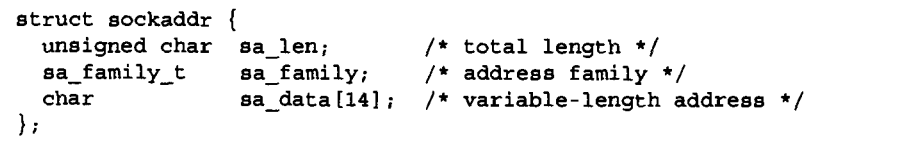 struct sockaddr {
  unsigned char  sa_len;        /* total length */
  sa_family_t    sa_family;     /* address family */
  char           sa_data[14];   /* variable-length address */
};